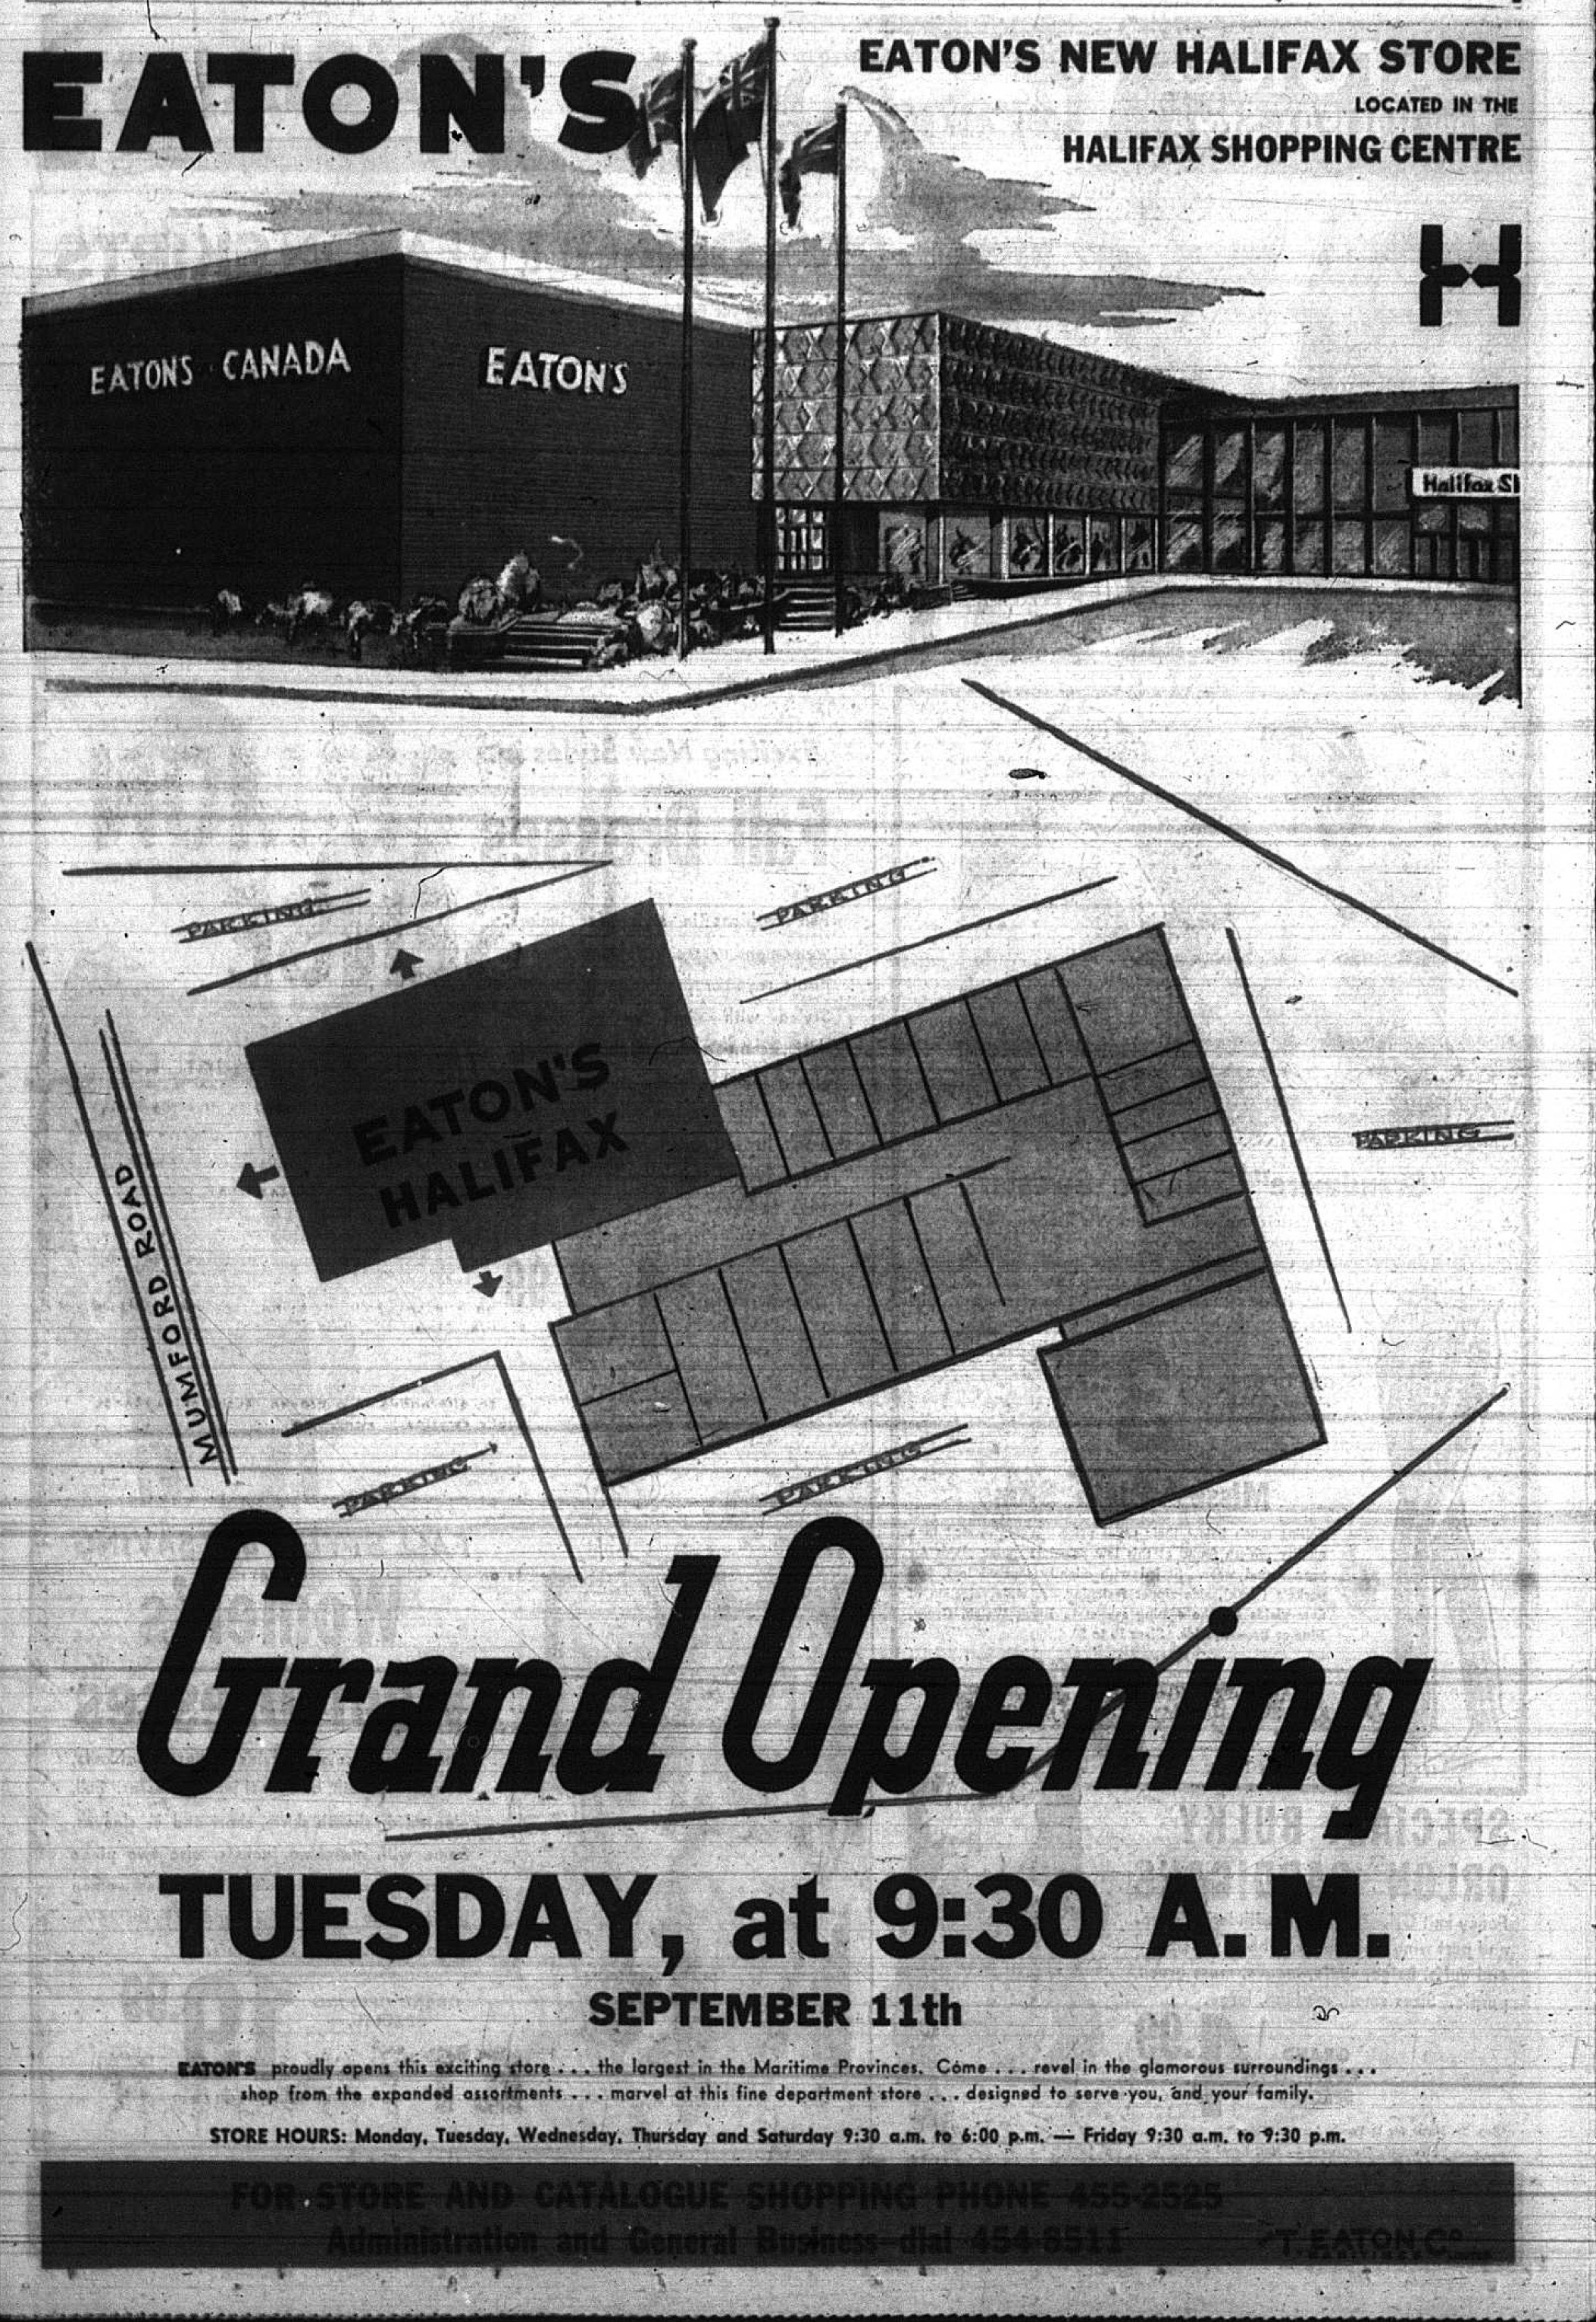 EATON'S
EATON'S NEW HALIFAX STORE
LOCATED IN THE
HALIFAX SHOPPING CENTRE
H
EATONS CANADA
EATON'S
Halifax Sh
PARKING
PARKING
EATON'S
HALIFAX
PARKING
MUMFORD ROAD
PARKING
PARKING
Grand Opening
TUESDAY, at 9:30 A.M.
SEPTEMBER 11th
EATON'S proudly opens this exciting store . . . the largest in the Maritime Provinces. Come . . . revel in the glamorous surroundings . . .
shop from the expanded assortments . . . marvel at this fine department store . . . designed to serve you, and your family.
STORE HOURS: Monday, Tuesday, Wednesday, Thursday and Saturday 9:30 a.m. to 6:00 p.m. — Friday 9:30 a.m. to 9:30 p.m.
FOR STORE AND CATALOGUE SHOPPING PHONE 455-2525
Administration and General Business dial 454-8511
T. EATON Co